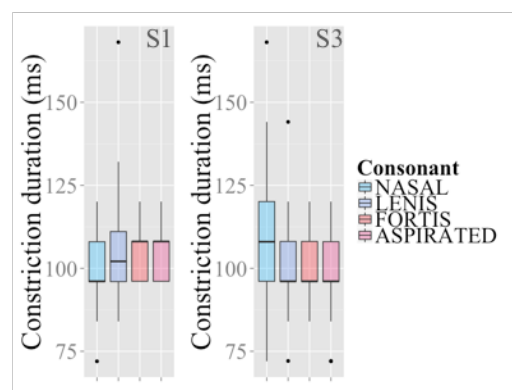 S1
Constriction duration (ms)
150
125
100
75
S3
Constriction duration (ms)
150
125
100
75
Consonant
NASAL
LENIS
FORTIS
ASPIRATED